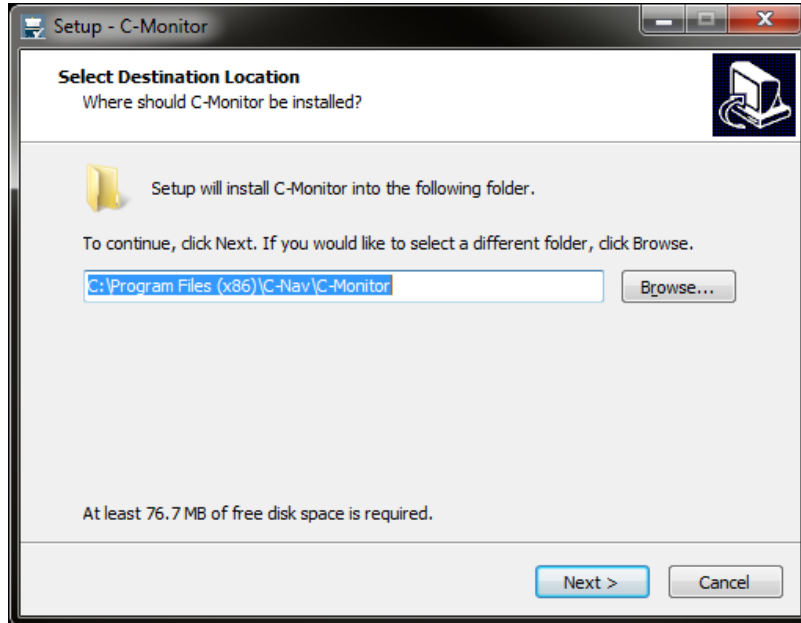 Setup - C-Monitor
Select Destination Location
Where should C-Monitor be installed?
Setup will install C-Monitor into the following folder.
To continue, click Next. If you would like to select a different folder, click Browse.
C:\Program Files (x86)\C-Nav\C-Monitor
Browse...
At least 76.7 MB of free disk space is required.
Next >
Cancel